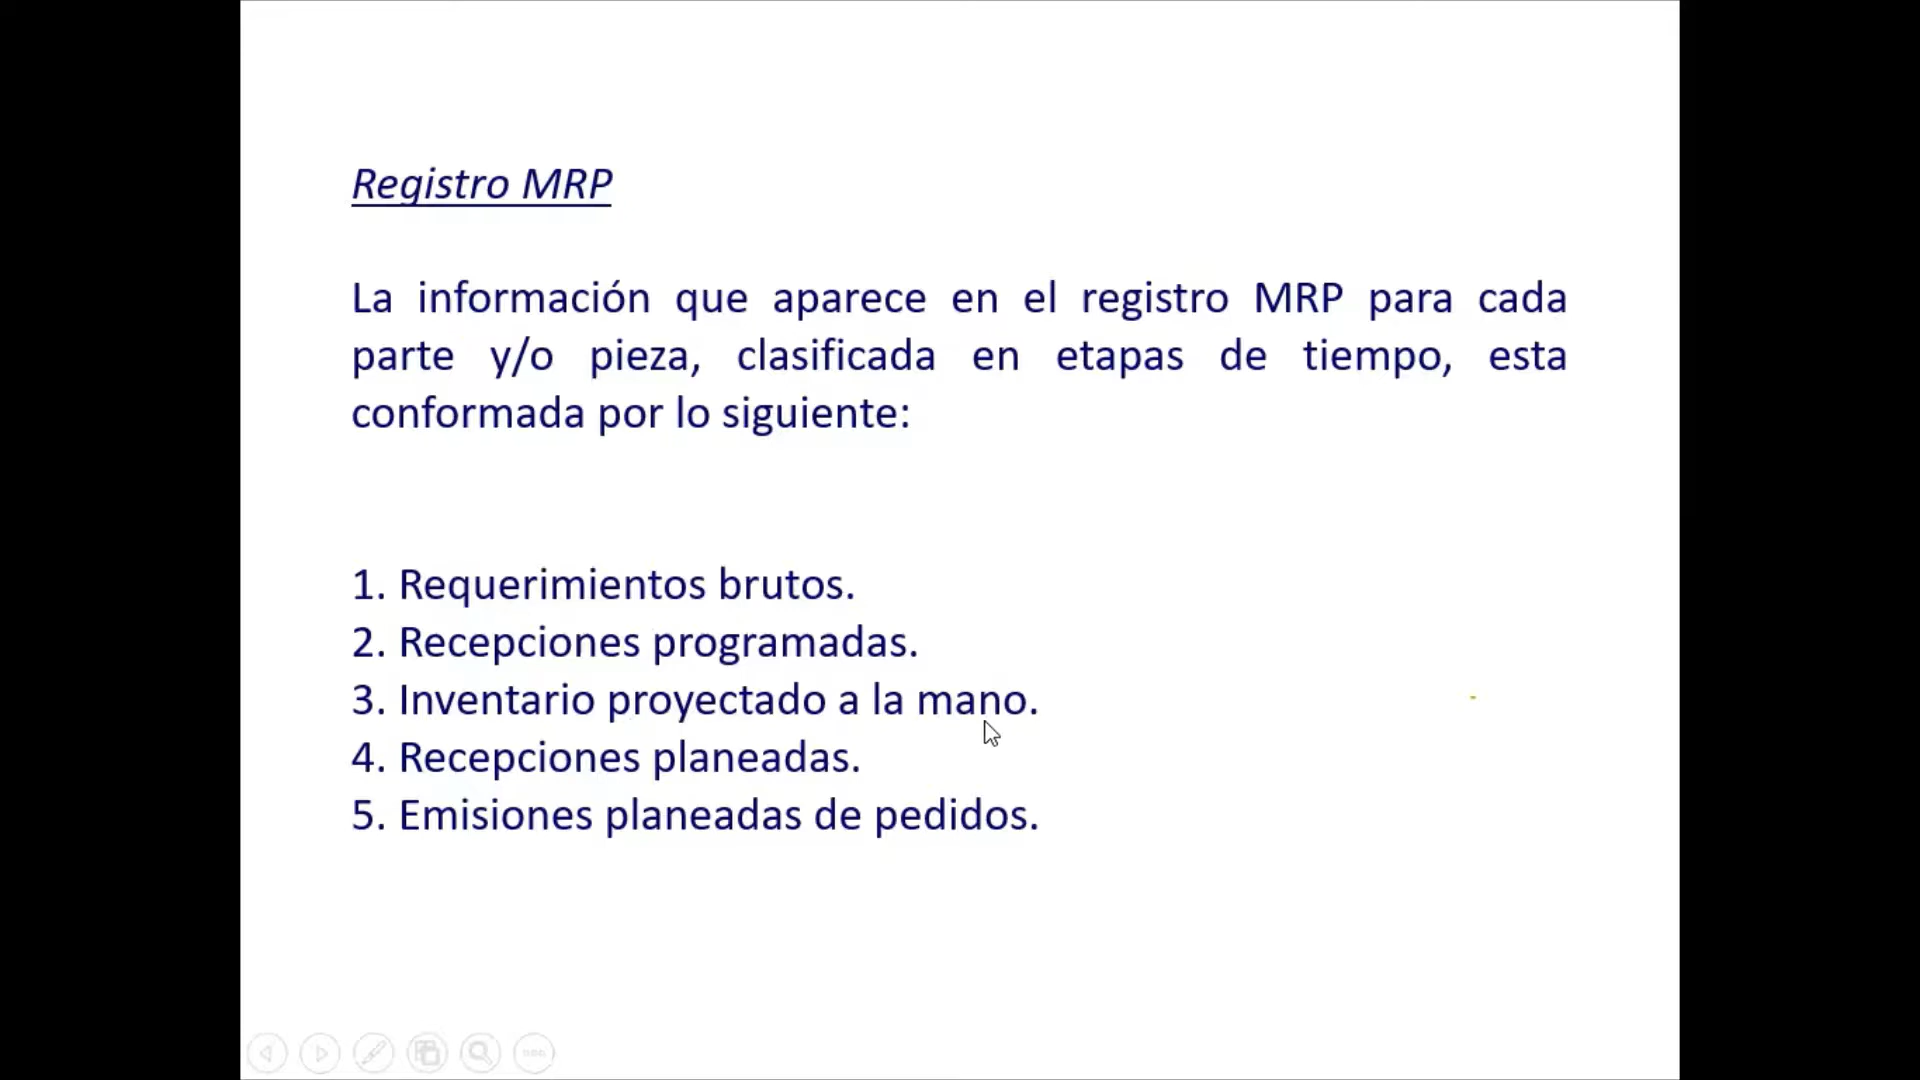 Registro MRP
La información que aparece en el registro MRP para cada
parte y/o pieza, clasificada en etapas de tiempo, esta
conformada por lo siguiente:
1. Requerimientos brutos.
2. Recepciones programadas.
3. Inventario proyectado a la mano.
4. Recepciones planeadas.
5. Emisiones planeadas de pedidos.